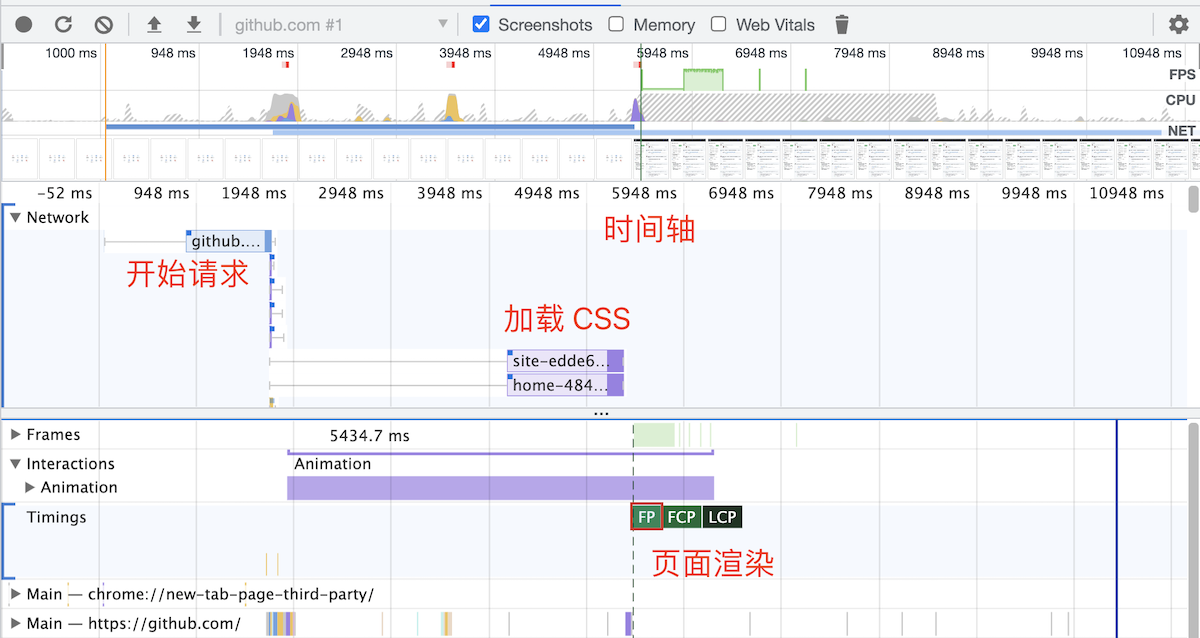 github.com #1 Screenshots Memory Web Vitals
1000 ms 948 ms 1948 ms 2948 ms 3948 ms 4948 ms 5948 ms 6948 ms 7948 ms 8948 ms 9948 ms 10948 ms
FPS
CPU
NET
-52 ms 948 ms 1948 ms 2948 ms 3948 ms 4948 ms 5948 ms 6948 ms 7948 ms 8948 ms 9948 ms 10948 ms
Network
时间轴
github....
开始请求
加载 CSS
site-edde6...
home-484...
...
Frames 5434.7 ms
Interactions Animation
Animation
Timings FP FCP LCP
页面渲染
Main — chrome://new-tab-page-third-party/
Main — https://github.com/